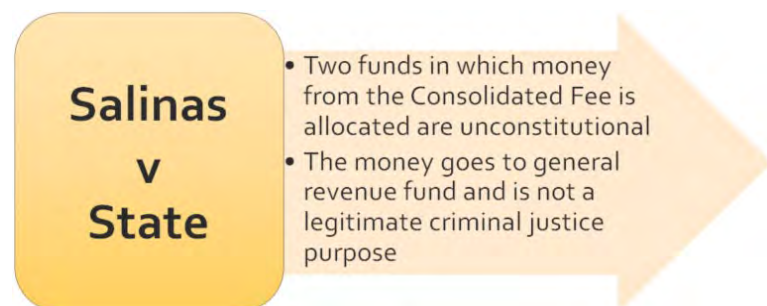 Salinas
v
State
• Two funds in which money
from the Consolidated Fee is
allocated are unconstitutional
• The money goes to general
revenue fund and is not a
legitimate criminal justice
purpose